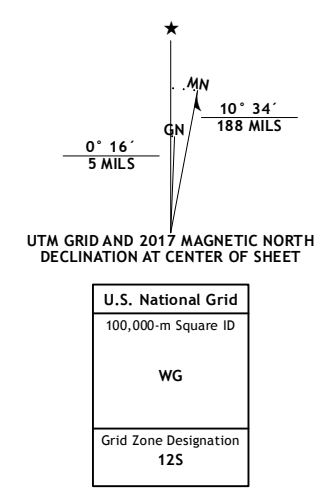 ★
MN
10° 34´
188 MILS
GN
0° 16´
5 MILS
UTM GRID AND 2017 MAGNETIC NORTH
DECLINATION AT CENTER OF SHEET
U.S. National Grid
100,000-m Square ID
WG
Grid Zone Designation
12S